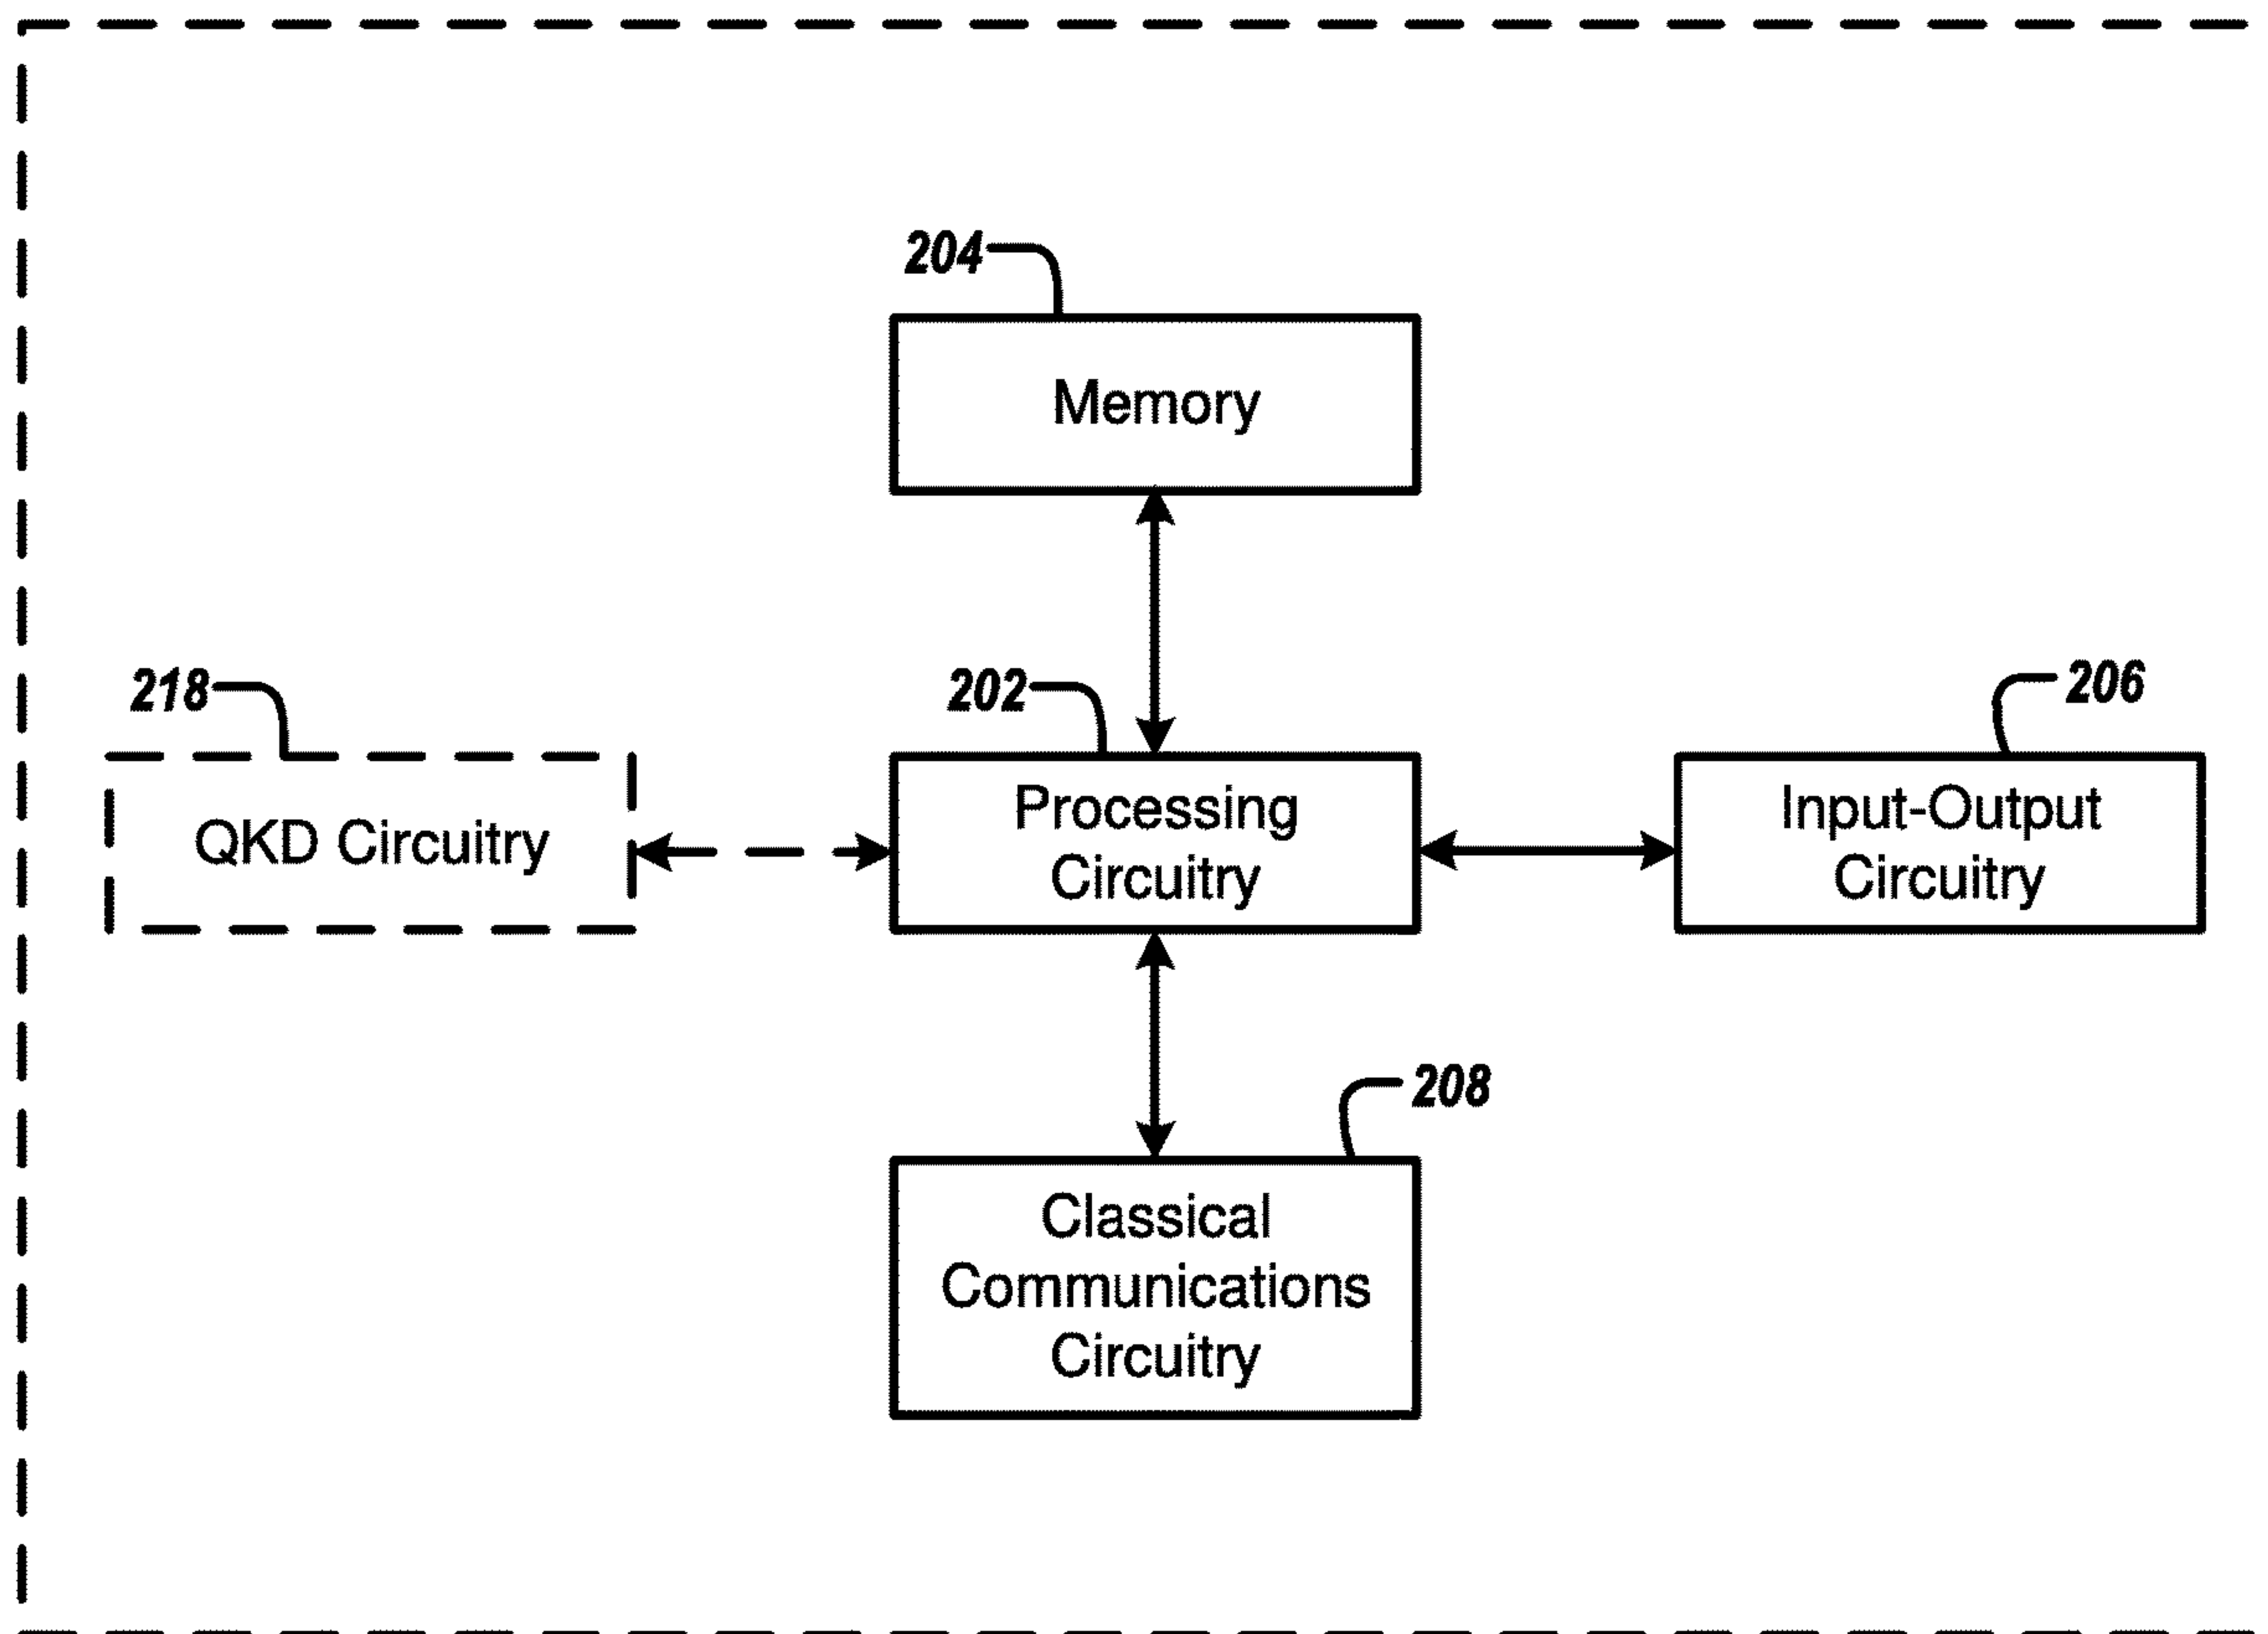 204
Memory
218
202
206
QKD Circuitry
Processing
Circuitry
Input-Output
Circuitry
208
Classical
Communications
Circuitry